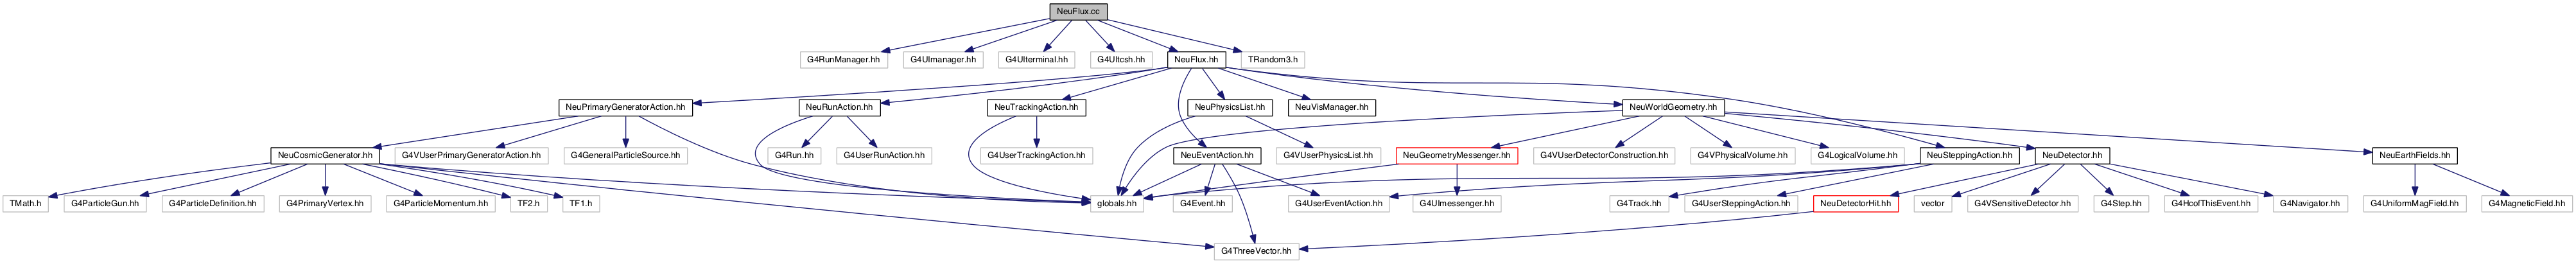 NeuFlux.cc
G4RunManager.hh
G4UImanager.hh
G4UIterminal.hh
G4UItcsh.hh
NeuFlux.hh
TRandom3.h
NeuPrimaryGeneratorAction.hh
NeuRunAction.hh
NeuTrackingAction.hh
NeuPhysicsList.hh
NeuVisManager.hh
NeuWorldGeometry.hh
NeuCosmicGenerator.hh
G4VUserPrimaryGeneratorAction.hh
G4GeneralParticleSource.hh
G4Run.hh
G4UserRunAction.hh
G4UserTrackingAction.hh
NeuEventAction.hh
G4VUserPhysicsList.hh
NeuGeometryMessenger.hh
G4VUserDetectorConstruction.hh
G4VPhysicalVolume.hh
G4LogicalVolume.hh
NeuSteppingAction.hh
NeuDetector.hh
NeuEarthFields.hh
TMath.h
G4ParticleGun.hh
G4ParticleDefinition.hh
G4PrimaryVertex.hh
G4ParticleMomentum.hh
TF2.h
TF1.h
globals.hh
G4Event.hh
G4UserEventAction.hh
G4UImessenger.hh
G4Track.hh
G4UserSteppingAction.hh
NeuDetectorHit.hh
vector
G4VSensitiveDetector.hh
G4Step.hh
G4HcofThisEvent.hh
G4Navigator.hh
G4UniformMagField.hh
G4MagneticField.hh
G4ThreeVector.hh